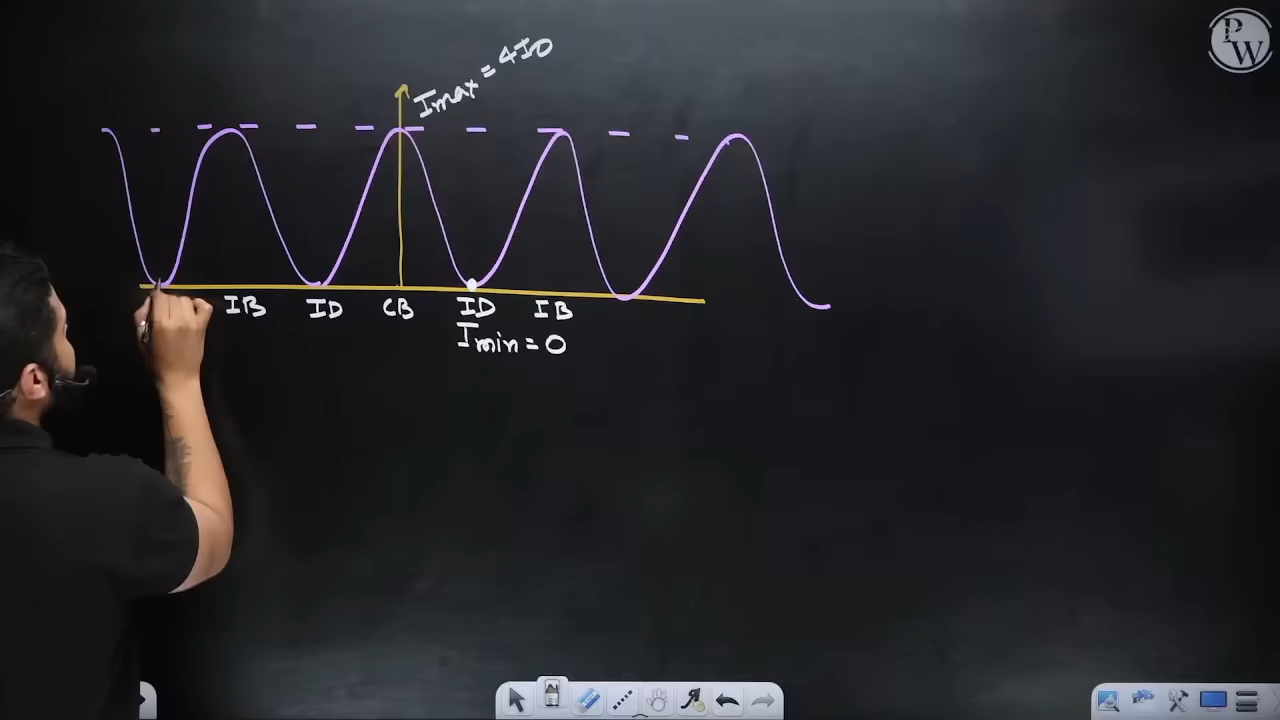 Imax = 4I0
IB ID CB ID IB
Imin = 0
PW